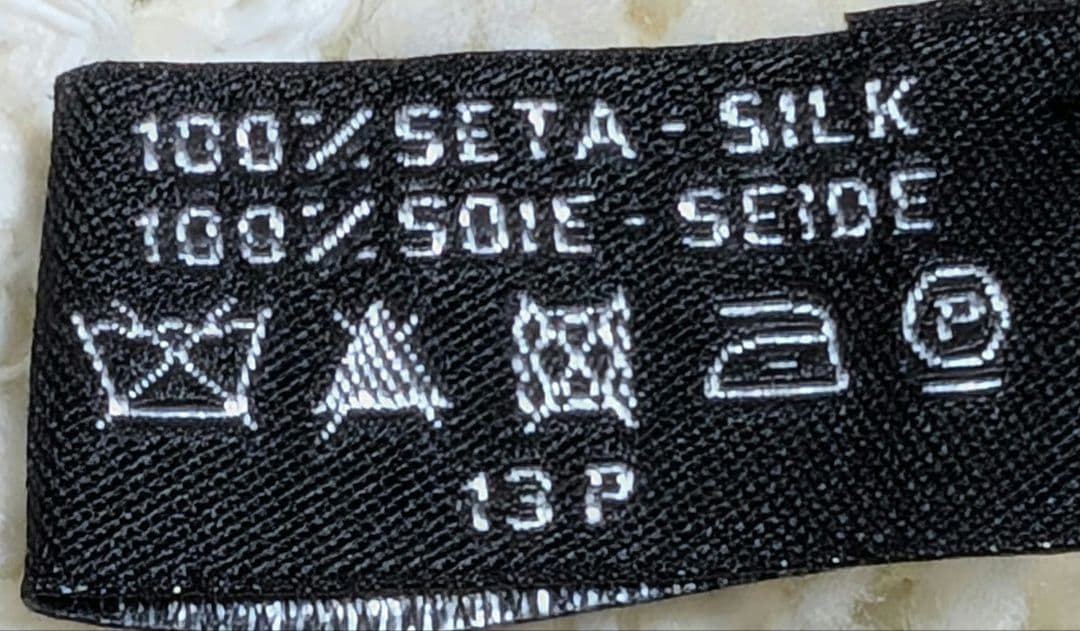 100% SETA - SILK
100% SOIE - SEIDE
P
13 P